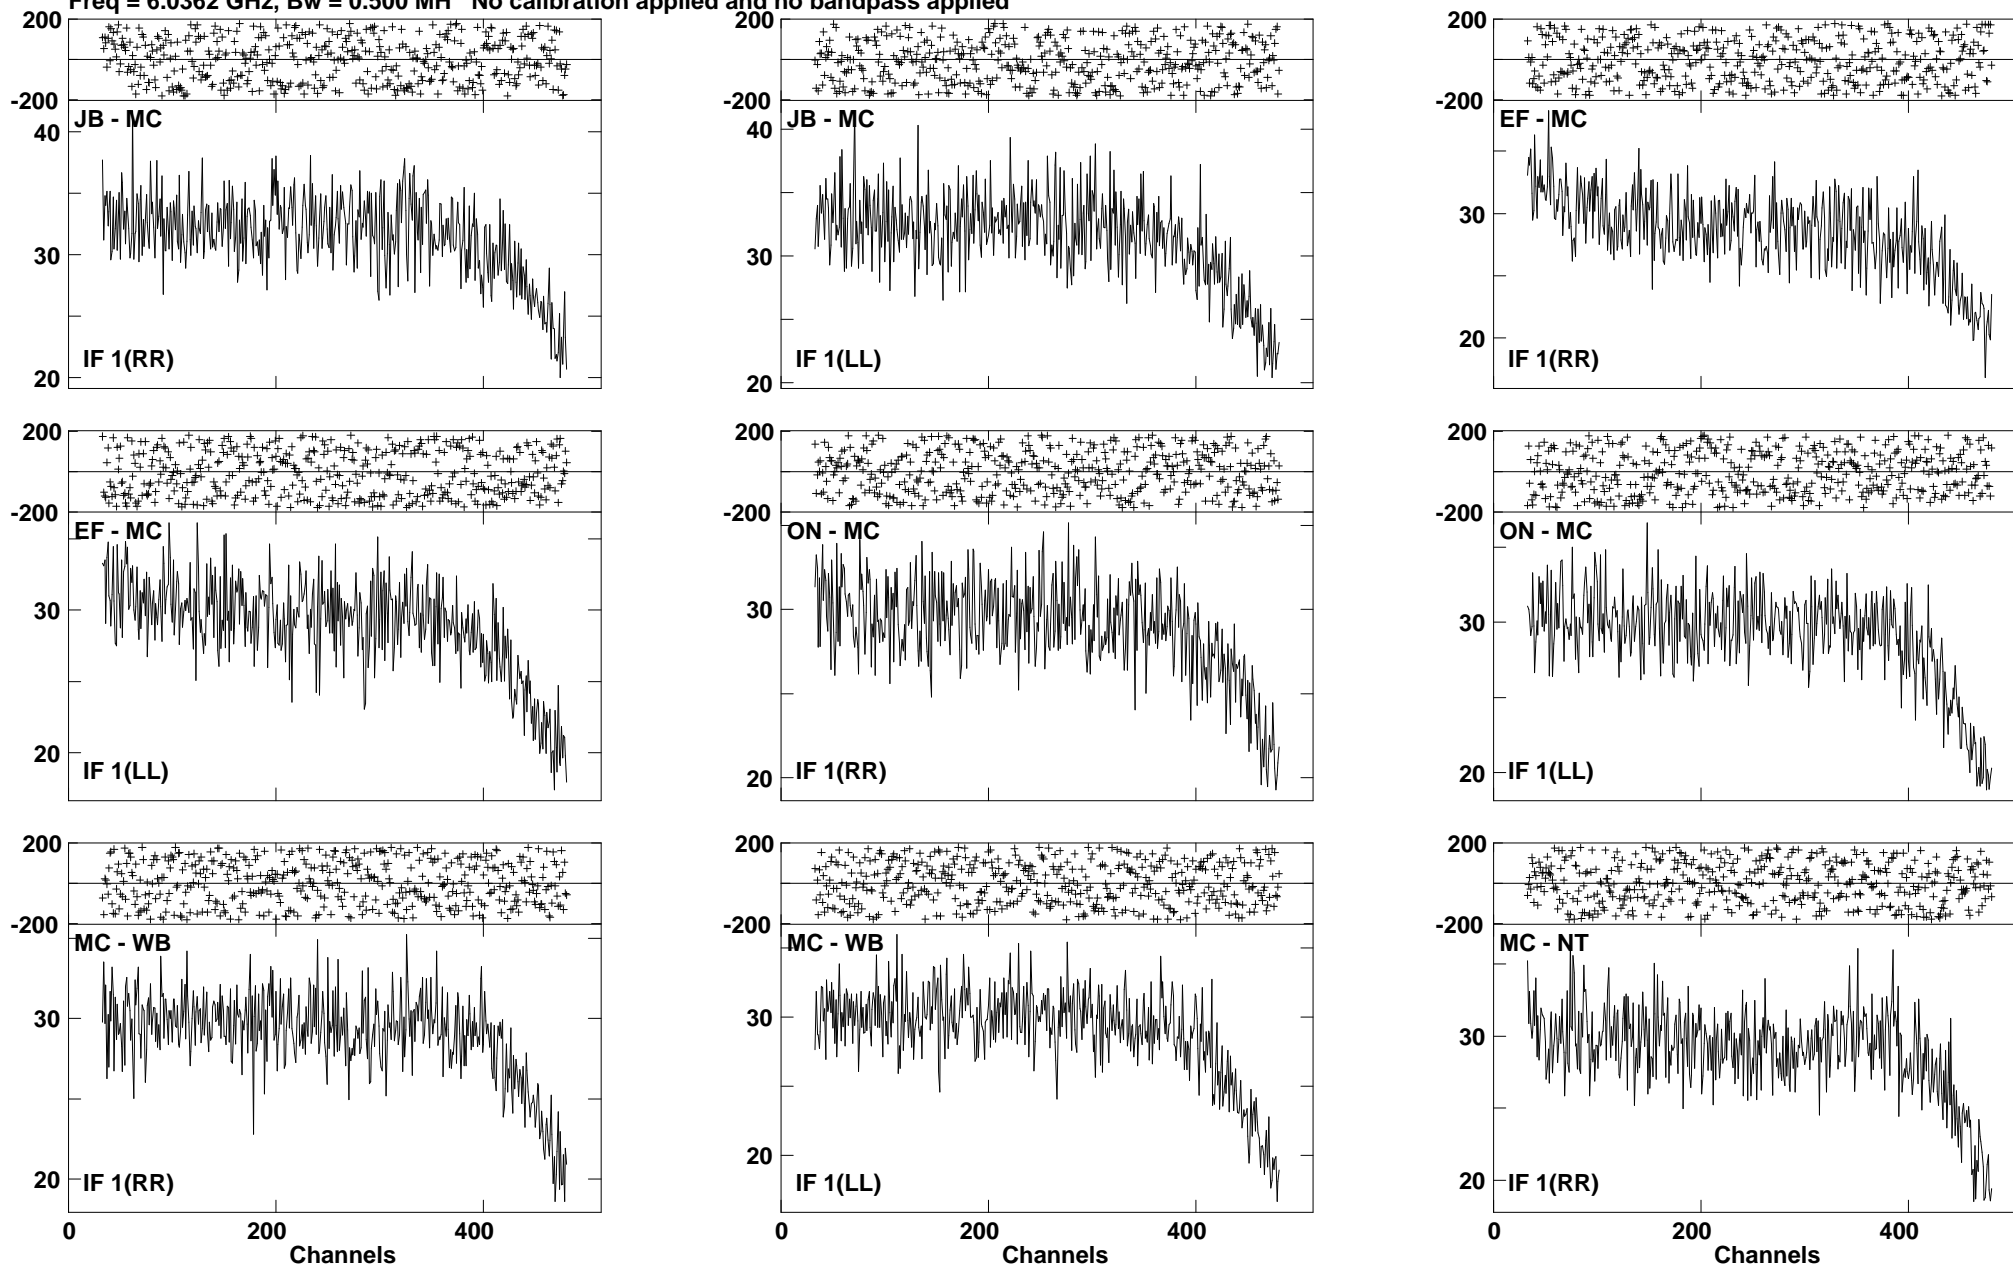 Freq = 6.0362 GHz, Bw = 0.500 MH No calibration applied and no bandpass applied
200
-200
JB - MC
40
30
20
IF 1(RR)
JB - MC
40
30
20
IF 1(LL)
200
-200
EF - MC
30
20
IF 1(RR)
200
-200
EF - MC
30
20
IF 1(LL)
200
-200
ON - MC
30
20
IF 1(RR)
200
-200
ON - MC
30
20
IF 1(LL)
200
-200
MC - WB
30
20
IF 1(RR)
0 200 400
Channels
200
-200
MC - WB
30
20
IF 1(LL)
0 200 400
Channels
200
-200
MC - NT
30
20
IF 1(RR)
0 200 400
Channels